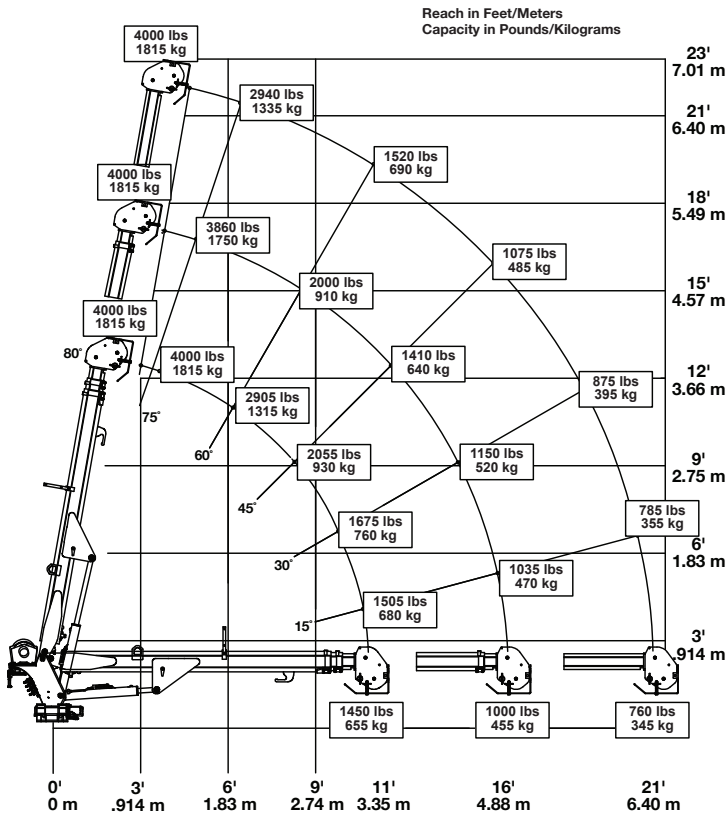 Reach in Feet/Meters
Capacity in Pounds/Kilograms
4000 lbs
1815 kg
23'
7.01 m
2940 lbs
1335 kg
21'
6.40 m
1520 lbs
690 kg
4000 lbs
1815 kg
18'
5.49 m
3860 lbs
1750 kg
1075 lbs
485 kg
2000 lbs
910 kg
15'
4.57 m
4000 lbs
1815 kg
80°
4000 lbs
1815 kg
1410 lbs
640 kg
12'
3.66 m
875 lbs
395 kg
75°
2905 lbs
1315 kg
60°
2055 lbs
930 kg
1150 lbs
520 kg
9'
2.75 m
45°
1675 lbs
760 kg
785 lbs
355 kg
6'
1.83 m
30°
1035 lbs
470 kg
1505 lbs
680 kg
15°
3'
.914 m
1450 lbs
655 kg
1000 lbs
455 kg
760 lbs
345 kg
0'
0 m
3'
.914 m
6'
1.83 m
9'
2.74 m
11'
3.35 m
16'
4.88 m
21'
6.40 m